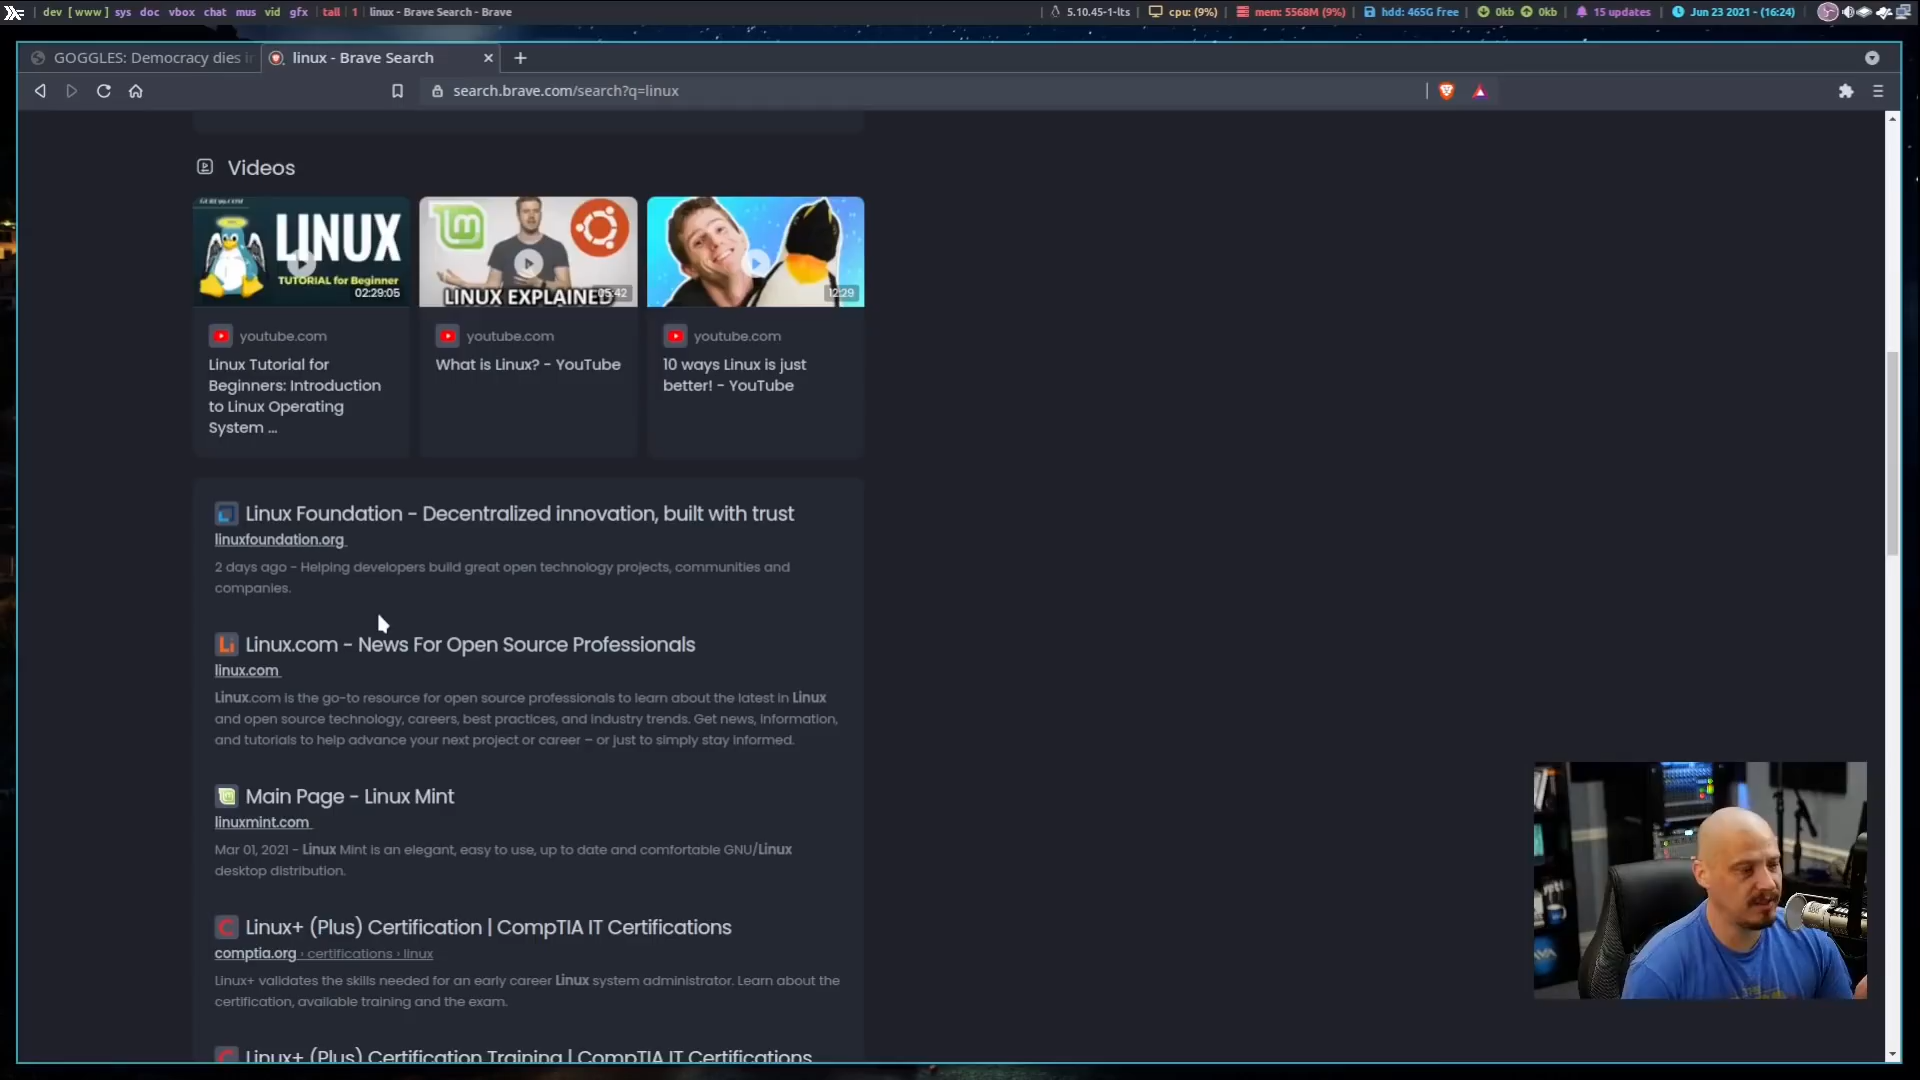 dev [ www ] sys doc vbox chat mus vid gfx | tall | 1 | linux - Brave Search - Brave
| 5.10.45-1-lts | cpu: (9%) | mem: 5568M (9%) | hdd: 465G free | 0kb 0kb | 15 updates | Jun 23 2021 - (16:24) |
GOGGLES: Democracy dies i
linux - Brave Search
search.brave.com/search?q=linux
Videos
LINUX
TUTORIAL for Beginner
02:29:05
LINUX EXPLAINED
05:42
12:29
youtube.com
Linux Tutorial for
Beginners: Introduction
to Linux Operating
System ...
youtube.com
What is Linux? - YouTube
youtube.com
10 ways Linux is just
better! - YouTube
Linux Foundation - Decentralized innovation, built with trust
linuxfoundation.org
2 days ago - Helping developers build great open technology projects, communities and
companies.
Li
Linux.com - News For Open Source Professionals
linux.com
Linux.com is the go-to resource for open source professionals to learn about the latest in Linux
and open source technology, careers, best practices, and industry trends. Get news, information,
and tutorials to help advance your next project or career – or just to simply stay informed.
Main Page - Linux Mint
linuxmint.com
Mar 01, 2021 - Linux Mint is an elegant, easy to use, up to date and comfortable GNU/Linux
desktop distribution.
Linux+ (Plus) Certification | CompTIA IT Certifications
comptia.org › certifications › linux
Linux+ validates the skills needed for an early career Linux system administrator. Learn about the
certification, available training and the exam.
Linux+ (Plus) Certification Training | CompTIA IT Certifications